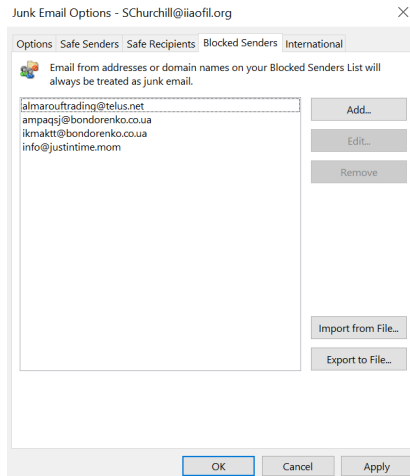 Junk Email Options - SChurchill@iiaofil.org
Options Safe Senders Safe Recipients Blocked Senders International
Email from addresses or domain names on your Blocked Senders List will
always be treated as junk email.
almarouftrading@telus.net
ampaqsj@bondorenko.co.ua
ikmaktt@bondorenko.co.ua
info@justintime.mom
Add...
Edit...
Remove
Import from File...
Export to File...
OK Cancel Apply